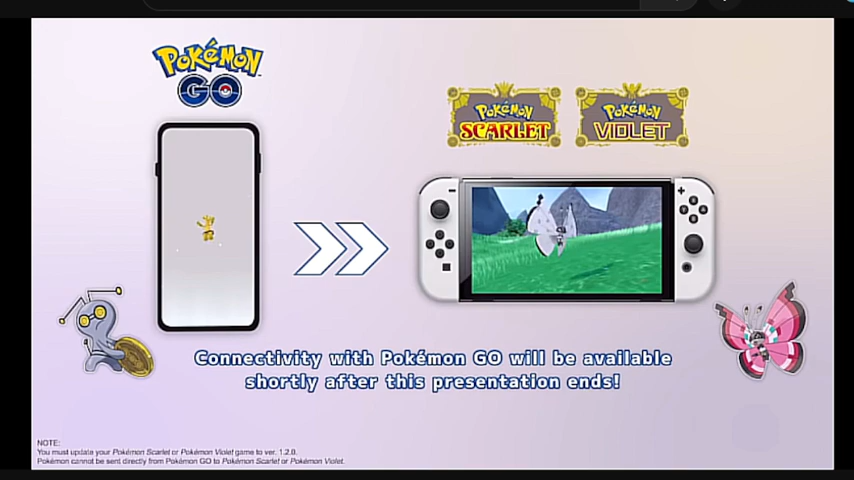 POKÉMON
GO
POKÉMON
SCARLET
POKÉMON
VIOLET
Connectivity with Pokémon GO will be available
shortly after this presentation ends!
NOTE:
You must update your Pokémon Scarlet or Pokémon Violet game to ver. 1.2.0.
Pokémon cannot be sent directly from Pokémon GO to Pokémon Scarlet or Pokémon Violet.